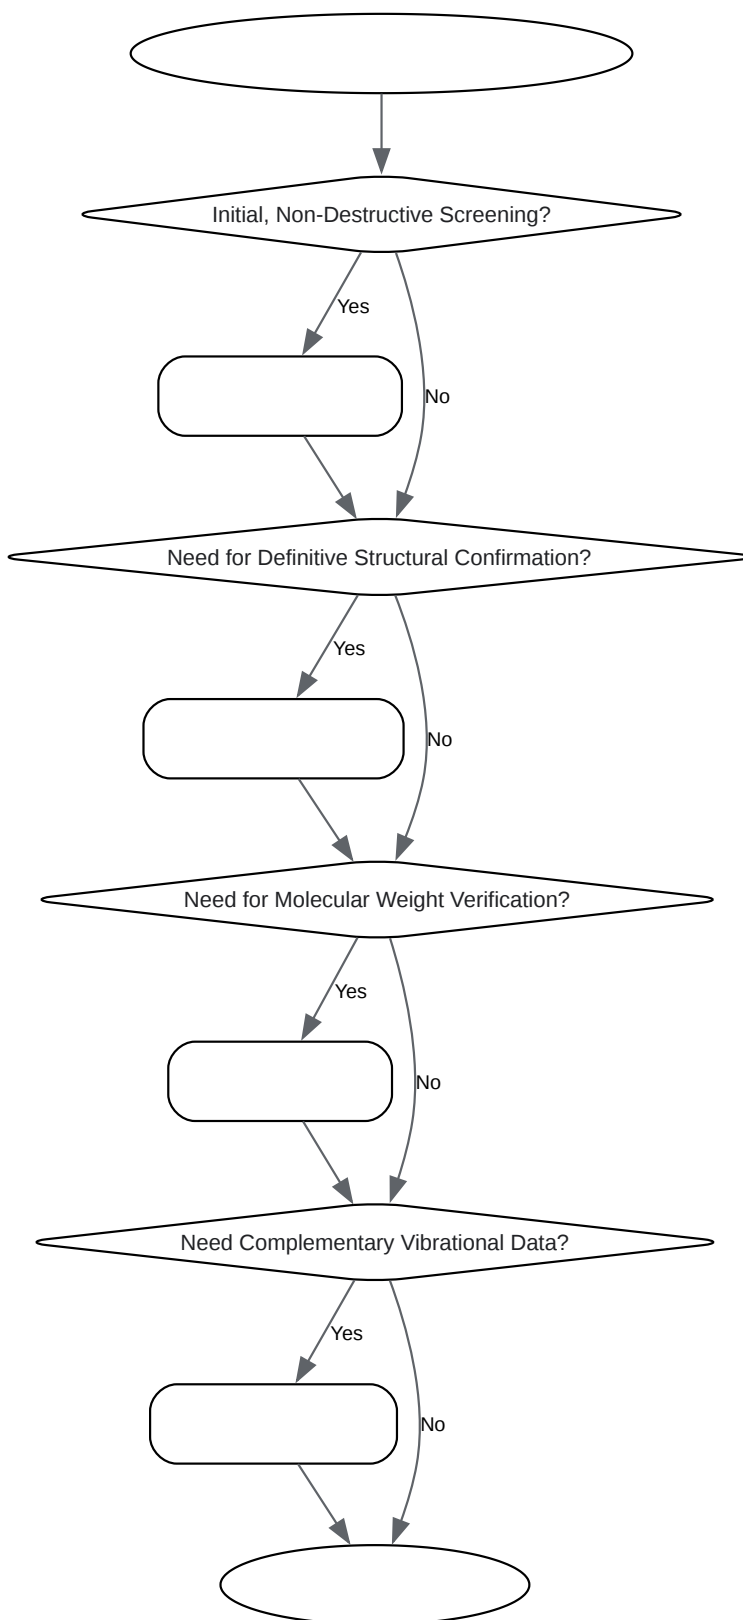 Initial, Non-Destructive Screening?
Yes
No
Need for Definitive Structural Confirmation?
Yes
No
Need for Molecular Weight Verification?
Yes
No
Need Complementary Vibrational Data?
Yes
No